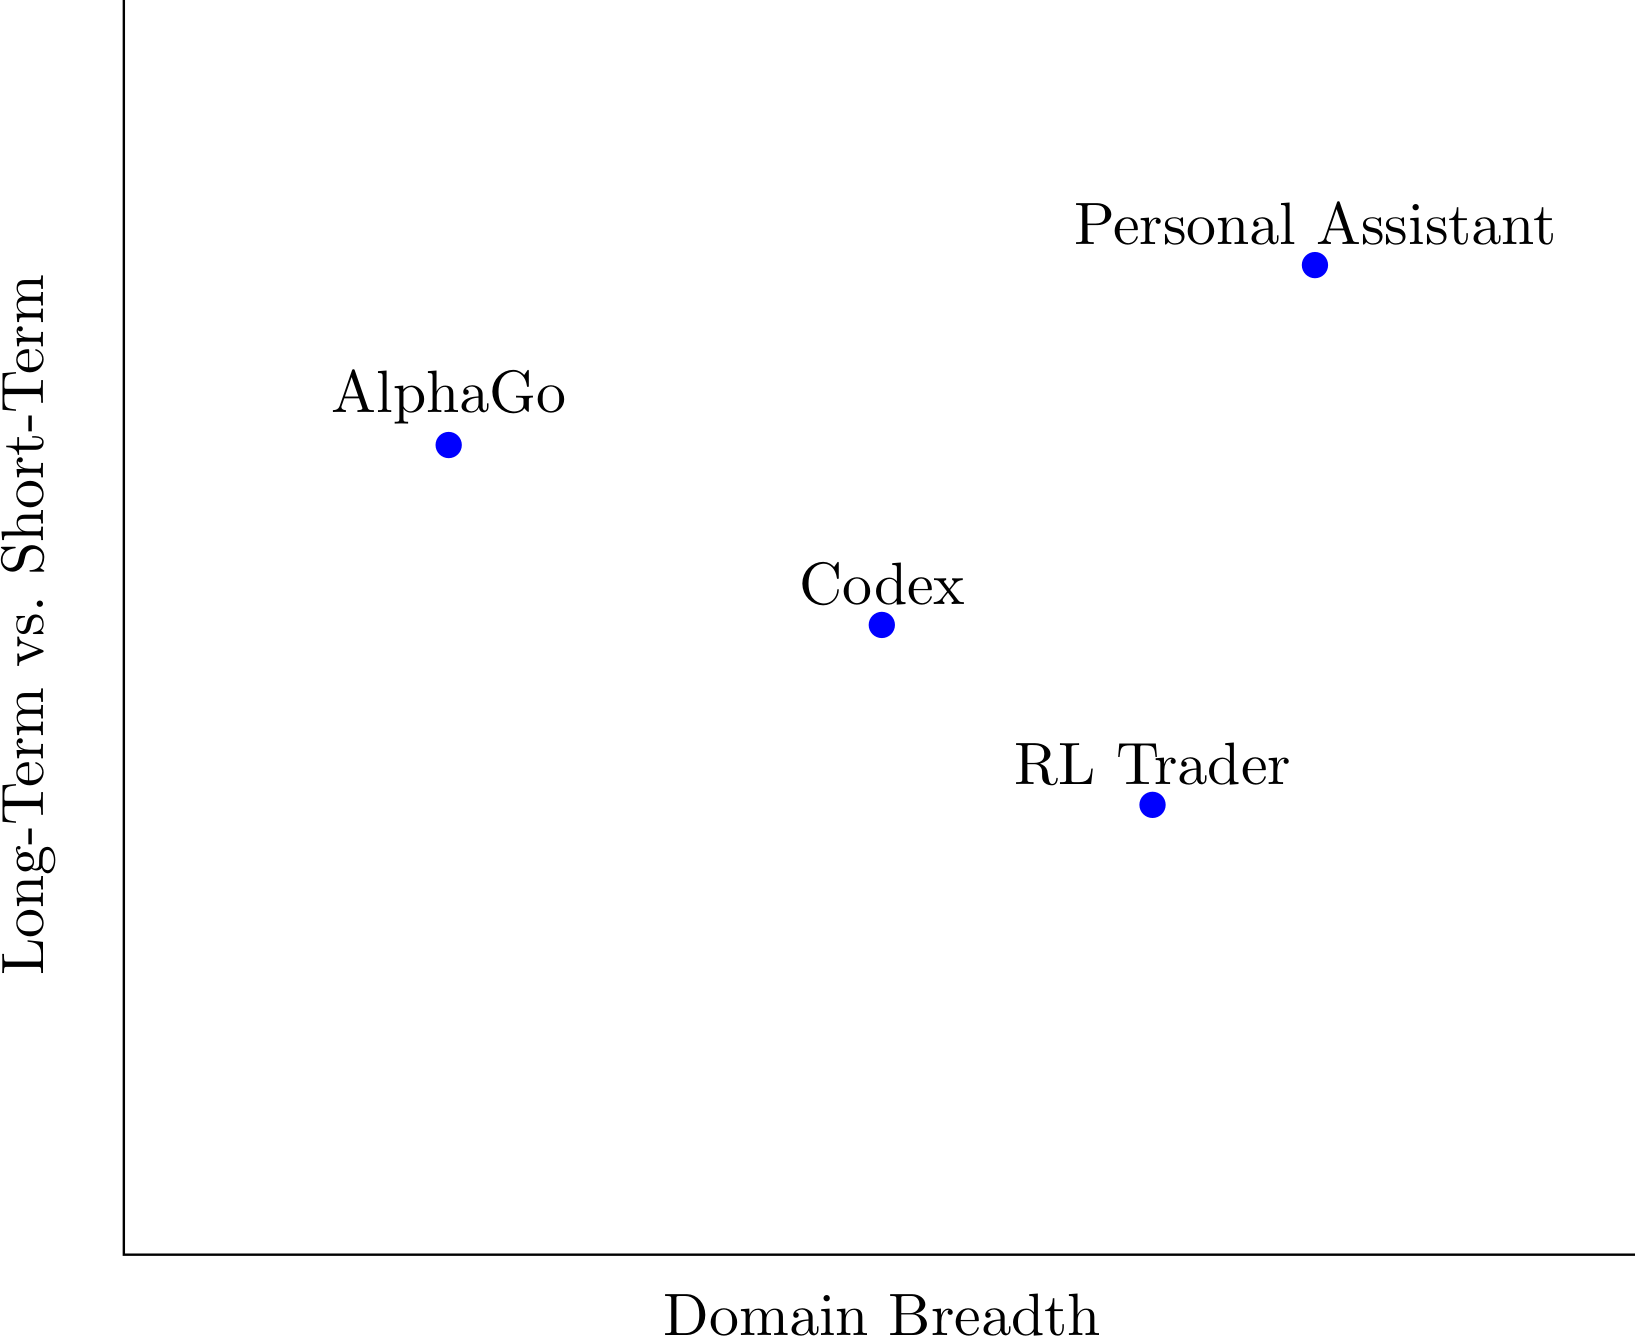 Personal Assistant
AlphaGo
Codex
RL Trader
Long-Term vs. Short-Term
Domain Breadth